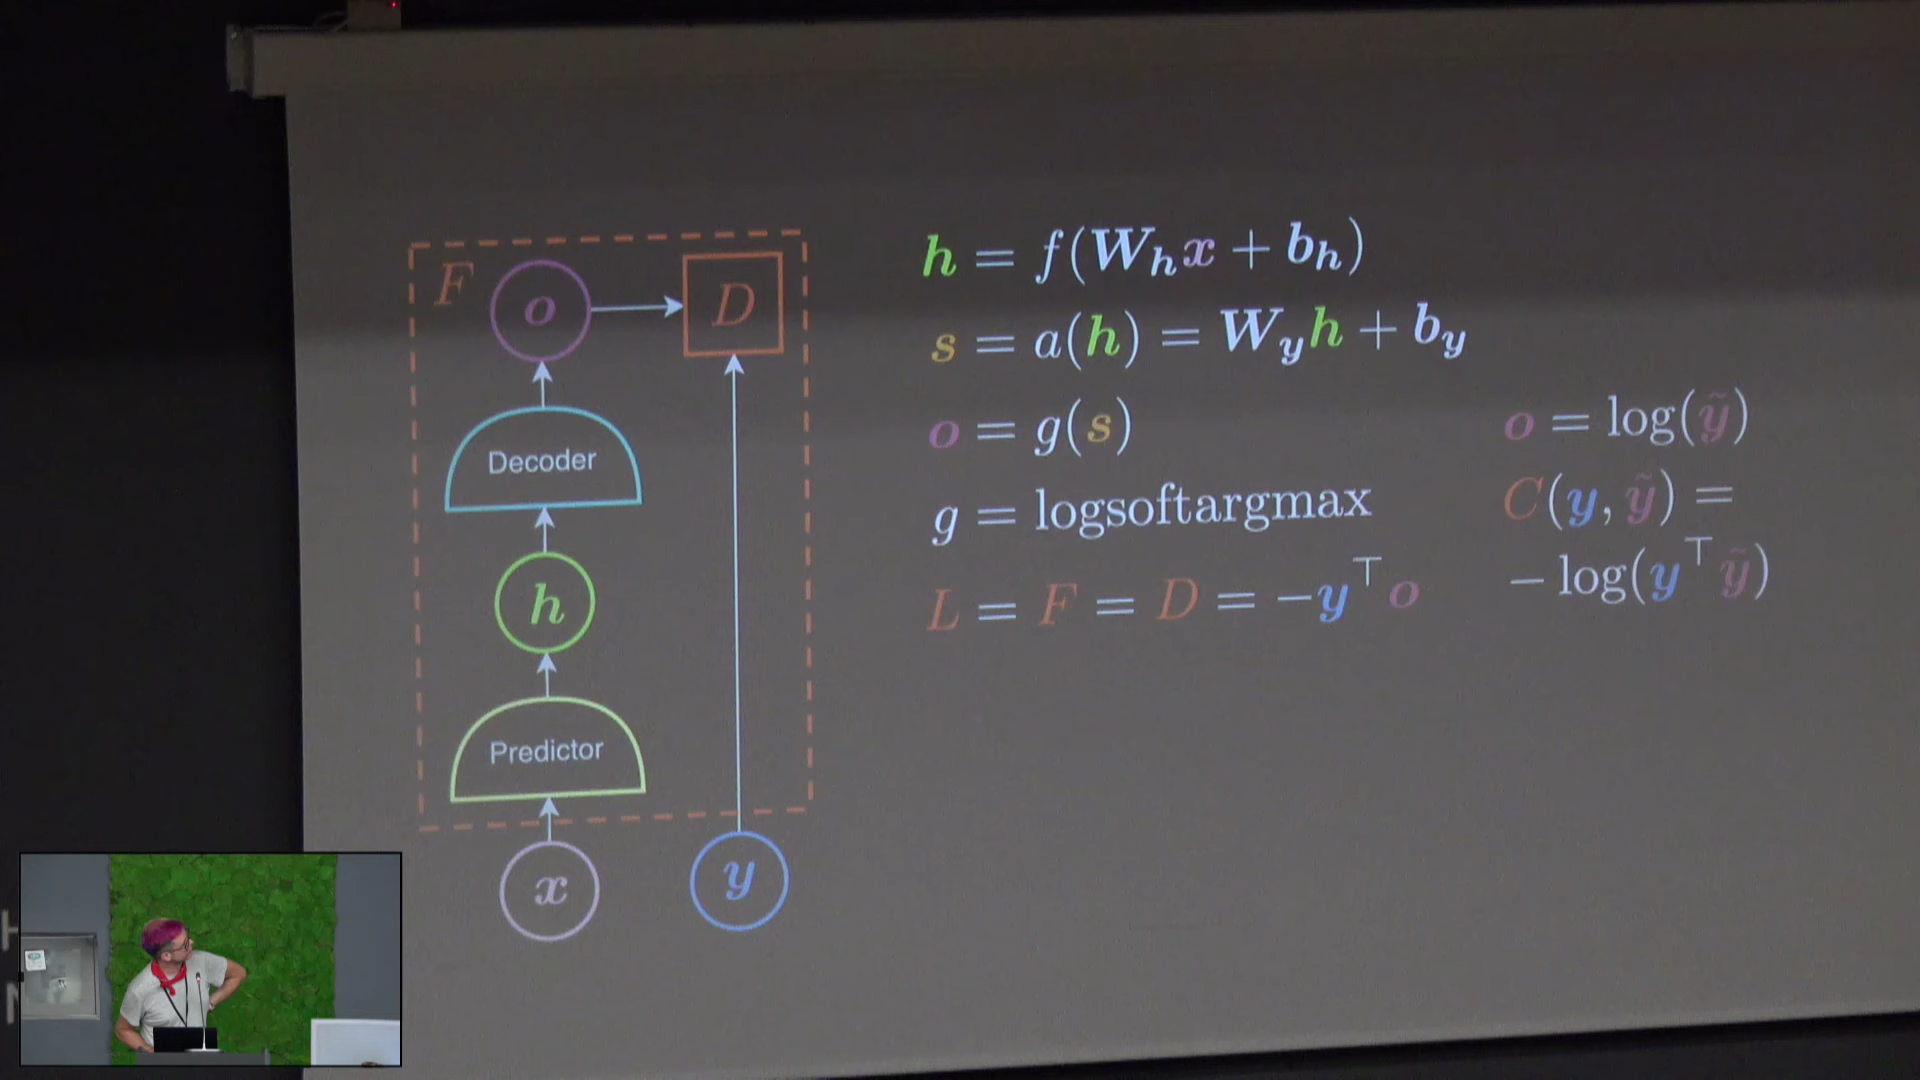 F
o
D
Decoder
h
Predictor
x
y
h = f(W_h x + b_h)
s = a(h) = W_y h + b_y
o = g(s)
g = logsoftargmax
L = F = D = −y^⊤ o
o = log(ỹ)
C(y, ỹ) =
− log(y^⊤ ỹ)